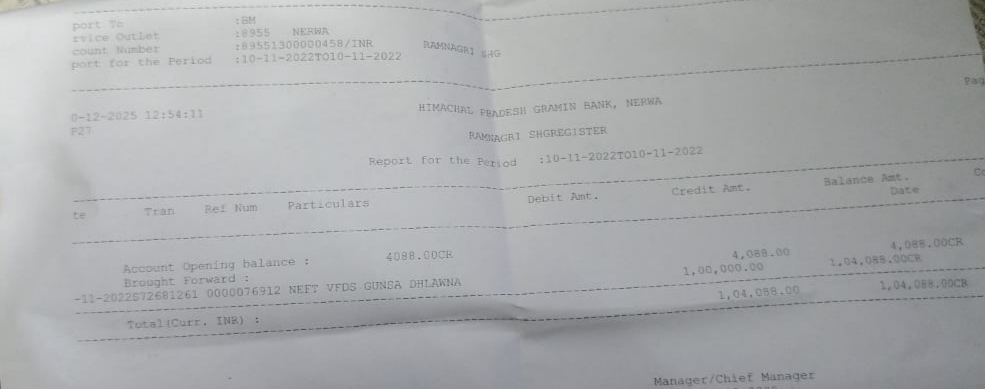 port To :BM
rvice Outlet :8955 NERWA
count Number :89551300000458/INR RAMNAGRI SHG
port for the Period :10-11-2022TO10-11-2022
Pag
0-12-2025 12:54:11 HIMACHAL PRADESH GRAMIN BANK, NERWA
RAMNAGRI SHGREGISTER
Report for the Period :10-11-2022TO10-11-2022
te Tran Ref Num Particulars Debit Amt. Credit Amt. Balance Amt.
Date
Account Opening balance : 4088.00CR
Brought Forward : 4,088.00 4,088.00CR
-11-2022S72681261 0000076912 NEFT VFDS GUNSA DHLAWNA 1,00,000.00 1,04,088.00CR
Total(Curr. INR) : 1,04,088.00 1,04,088.00CR
Manager/Chief Manager